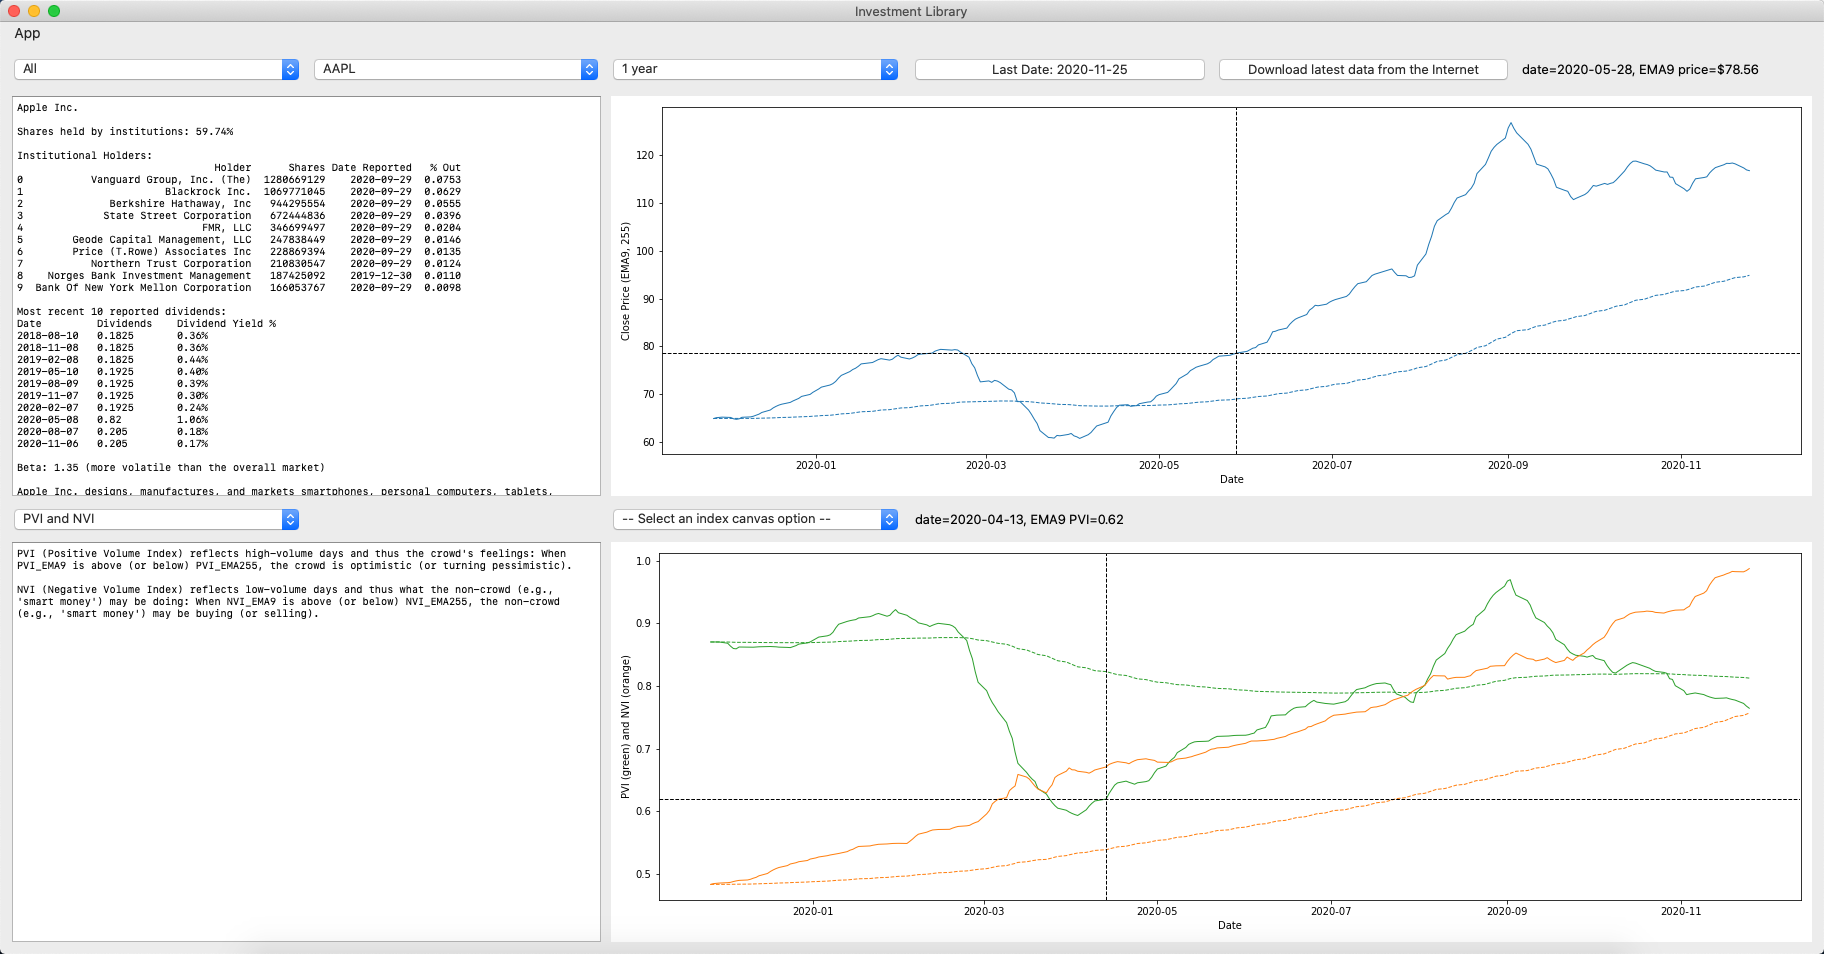 Investment Library
App
All
AAPL
1 year
Last Date: 2020-11-25
Download latest data from the Internet
date=2020-05-28, EMA9 price=$78.56
Apple Inc.
Shares held by institutions: 59.74%
Institutional Holders:
Holder Shares Date Reported % Out
0 Vanguard Group, Inc. (The) 1280669129 2020-09-29 0.0753
1 Blackrock Inc. 1069771045 2020-09-29 0.0629
2 Berkshire Hathaway, Inc 944295554 2020-09-29 0.0555
3 State Street Corporation 672444836 2020-09-29 0.0396
4 FMR, LLC 346699497 2020-09-29 0.0204
5 Geode Capital Management, LLC 247838449 2020-09-29 0.0146
6 Price (T.Rowe) Associates Inc 228869394 2020-09-29 0.0135
7 Northern Trust Corporation 210830547 2020-09-29 0.0124
8 Norges Bank Investment Management 187425092 2019-12-30 0.0110
9 Bank Of New York Mellon Corporation 166053767 2020-09-29 0.0098
Most recent 10 reported dividends:
Date Dividends Dividend Yield %
2018-08-10 0.1825 0.36%
2018-11-08 0.1825 0.36%
2019-02-08 0.1825 0.44%
2019-05-10 0.1925 0.40%
2019-08-09 0.1925 0.39%
2019-11-07 0.1925 0.30%
2020-02-07 0.1925 0.24%
2020-05-08 0.82 1.06%
2020-08-07 0.205 0.18%
2020-11-06 0.205 0.17%
Beta: 1.35 (more volatile than the overall market)
Apple Inc. designs, manufactures, and markets smartphones, personal computers, tablets,
Close Price (EMA9, 255)
120
110
100
90
80
70
60
2020-01
2020-03
2020-05
2020-07
2020-09
2020-11
Date
PVI and NVI
-- Select an index canvas option --
date=2020-04-13, EMA9 PVI=0.62
PVI (Positive Volume Index) reflects high-volume days and thus the crowd's feelings: When
PVI_EMA9 is above (or below) PVI_EMA255, the crowd is optimistic (or turning pessimistic).
NVI (Negative Volume Index) reflects low-volume days and thus what the non-crowd (e.g.,
'smart money') may be doing: When NVI_EMA9 is above (or below) NVI_EMA255, the non-crowd
(e.g., 'smart money') may be buying (or selling).
PVI (green) and NVI (orange)
1.0
0.9
0.8
0.7
0.6
0.5
2020-01
2020-03
2020-05
2020-07
2020-09
2020-11
Date